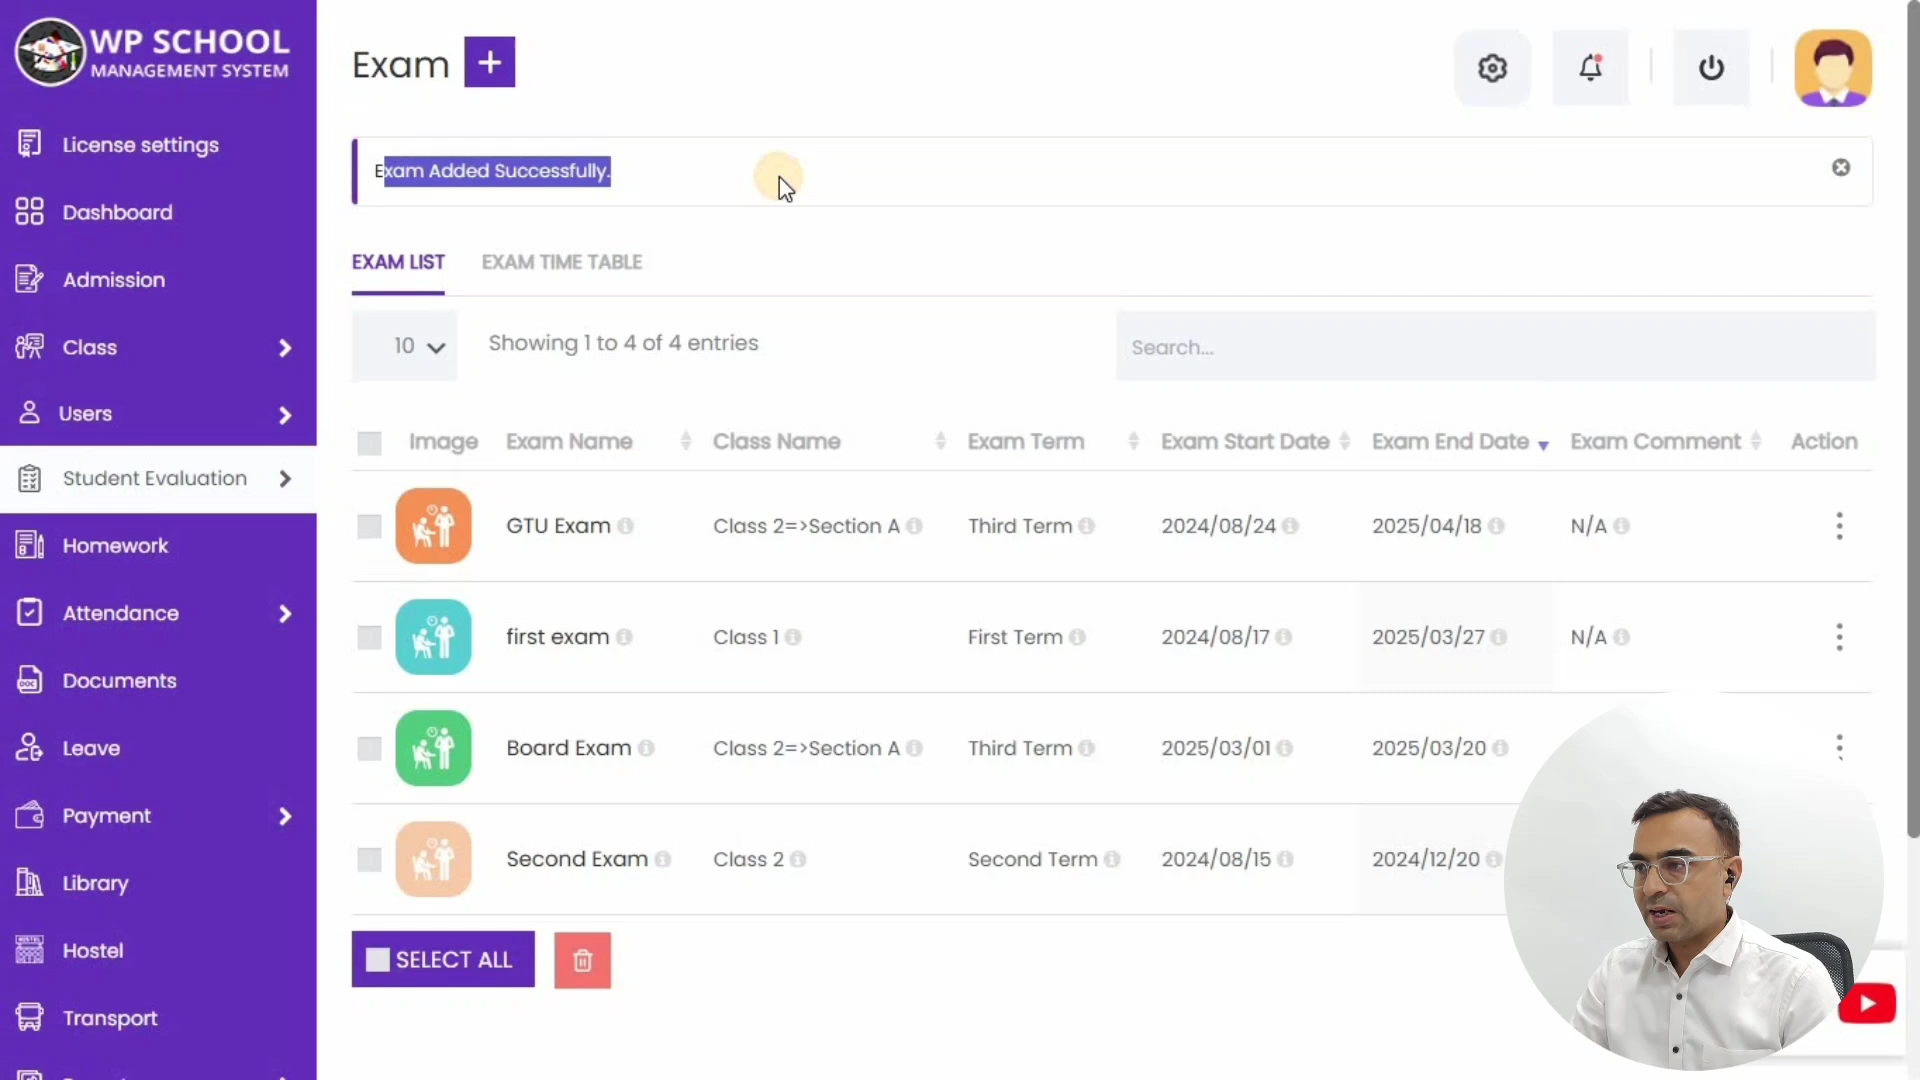 WP SCHOOL
MANAGEMENT SYSTEM
License settings
Dashboard
Admission
Class
Users
Student Evaluation
Homework
Attendance
Documents
Leave
Payment
Library
Hostel
Transport
Exam +
Exam Added Successfully.
EXAM LIST EXAM TIME TABLE
10 Showing 1 to 4 of 4 entries Search...
Image Exam Name Class Name Exam Term Exam Start Date Exam End Date Exam Comment Action
GTU Exam Class 2=>Section A Third Term 2024/08/24 2025/04/18 N/A
first exam Class 1 First Term 2024/08/17 2025/03/27 N/A
Board Exam Class 2=>Section A Third Term 2025/03/01 2025/03/20
Second Exam Class 2 Second Term 2024/08/15 2024/12/20
SELECT ALL